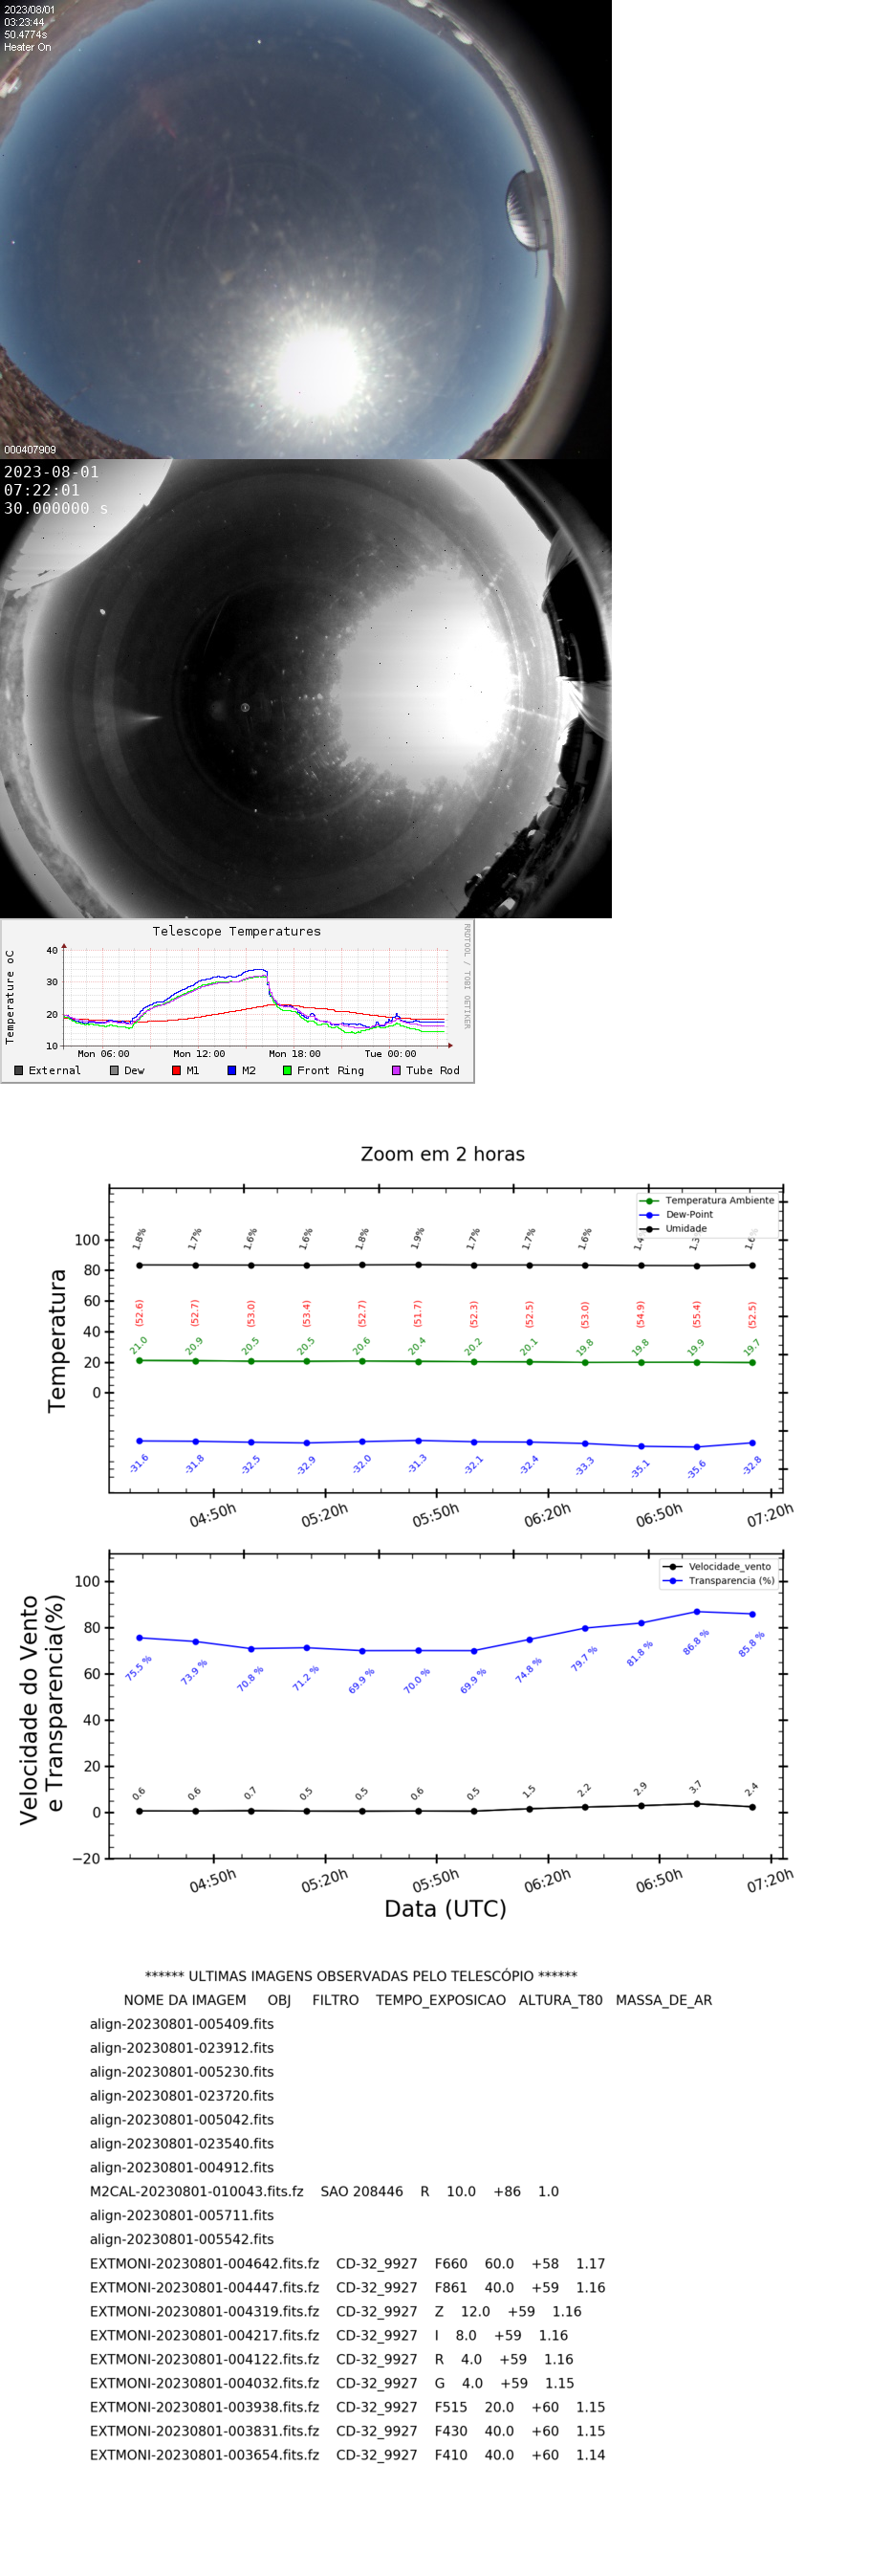 2023/08/01
03:23:44
50.4774s
Heater On
000407909
2023-08-01
07:22:01
30.000000 s
Telescope Temperatures
RRDTOOL / TOBI OETIKER
Temperature oC
40
30
20
10
Mon 06:00 Mon 12:00 Mon 18:00 Tue 00:00
External Dew M1 M2 Front Ring Tube Rod
Zoom em 2 horas
Temperatura Ambiente
Dew-Point
Umidade
Temperatura
100
80
60
40
20
0
1.8% 1.7% 1.6% 1.6% 1.8% 1.9% 1.7% 1.7% 1.6%
(52.6) (52.7) (53.0) (53.4) (52.7) (51.7) (52.3) (52.5) (53.0) (54.9) (55.4) (52.5)
21.0 20.9 20.5 20.5 20.6 20.4 20.2 20.1 19.8 19.8 19.9 19.7
-31.6 -31.8 -32.5 -32.9 -32.0 -31.3 -32.1 -32.4 -33.3 -35.1 -35.6 -32.8
04:50h 05:20h 05:50h 06:20h 06:50h 07:20h
Velocidade_vento
Transparencia (%)
Velocidade do Vento
e Transparencia(%)
100
80
60
40
20
0
−20
75.5 % 73.9 % 70.8 % 71.2 % 69.9 % 70.0 % 69.9 % 74.8 % 79.7 % 81.8 % 86.8 % 85.8 %
0.6 0.6 0.7 0.5 0.5 0.6 0.5 1.5 2.2 2.9 3.7 2.4
04:50h 05:20h 05:50h 06:20h 06:50h 07:20h
Data (UTC)
****** ULTIMAS IMAGENS OBSERVADAS PELO TELESCÓPIO ******
NOME DA IMAGEM OBJ FILTRO TEMPO_EXPOSICAO ALTURA_T80 MASSA_DE_AR
align-20230801-005409.fits
align-20230801-023912.fits
align-20230801-005230.fits
align-20230801-023720.fits
align-20230801-005042.fits
align-20230801-023540.fits
align-20230801-004912.fits
M2CAL-20230801-010043.fits.fz SAO 208446 R 10.0 +86 1.0
align-20230801-005711.fits
align-20230801-005542.fits
EXTMONI-20230801-004642.fits.fz CD-32_9927 F660 60.0 +58 1.17
EXTMONI-20230801-004447.fits.fz CD-32_9927 F861 40.0 +59 1.16
EXTMONI-20230801-004319.fits.fz CD-32_9927 Z 12.0 +59 1.16
EXTMONI-20230801-004217.fits.fz CD-32_9927 I 8.0 +59 1.16
EXTMONI-20230801-004122.fits.fz CD-32_9927 R 4.0 +59 1.16
EXTMONI-20230801-004032.fits.fz CD-32_9927 G 4.0 +59 1.15
EXTMONI-20230801-003938.fits.fz CD-32_9927 F515 20.0 +60 1.15
EXTMONI-20230801-003831.fits.fz CD-32_9927 F430 40.0 +60 1.15
EXTMONI-20230801-003654.fits.fz CD-32_9927 F410 40.0 +60 1.14